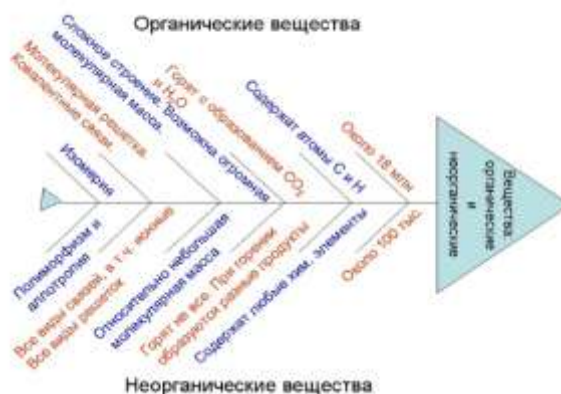 Органические вещества
Сложное строение. Возможна огромная
молекулярная масса.
Молекулярная решетка.
Ковалентные связи.
Изомерия
Горят с образованием CO2
и H2O
Содержат атомы С и Н
Около 18 млн
Вещества:
органические
и
неорганические
Полиморфизм и
аллотропия
Все виды связей, в т.ч. ионные
Все виды решеток
Относительно небольшая
молекулярная масса
Горят не все. При горении
образуются разные продукты
Содержат любые хим. элементы
Около 100 тыс.
Неорганические вещества